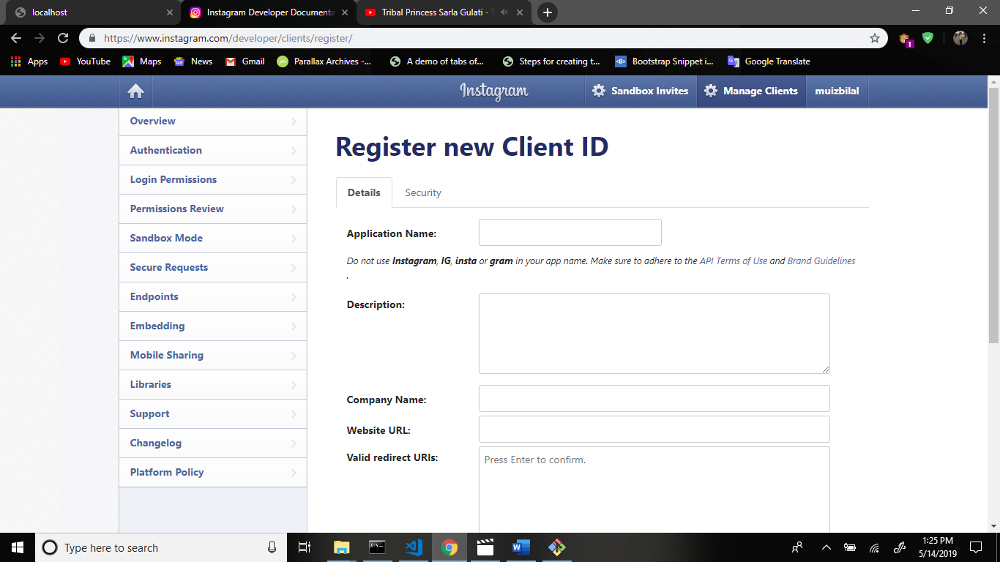 localhost
Instagram Developer Documenta
Tribal Princess Sarla Gulati -
https://www.instagram.com/developer/clients/register/
1
Apps
YouTube
Maps
News
Gmail
Parallax Archives -...
A demo of tabs of...
Steps for creating t...
Bootstrap Snippet i...
Google Translate
Instagram
Sandbox Invites
Manage Clients
muizbilal
Overview
Authentication
Login Permissions
Permissions Review
Sandbox Mode
Secure Requests
Endpoints
Embedding
Mobile Sharing
Libraries
Support
Changelog
Platform Policy
Register new Client ID
Details
Security
Application Name:
Do not use Instagram, IG, insta or gram in your app name. Make sure to adhere to the API Terms of Use and Brand Guidelines
.
Description:
Company Name:
Website URL:
Valid redirect URIs:
Press Enter to confirm.
Type here to search
1:25 PM
5/14/2019